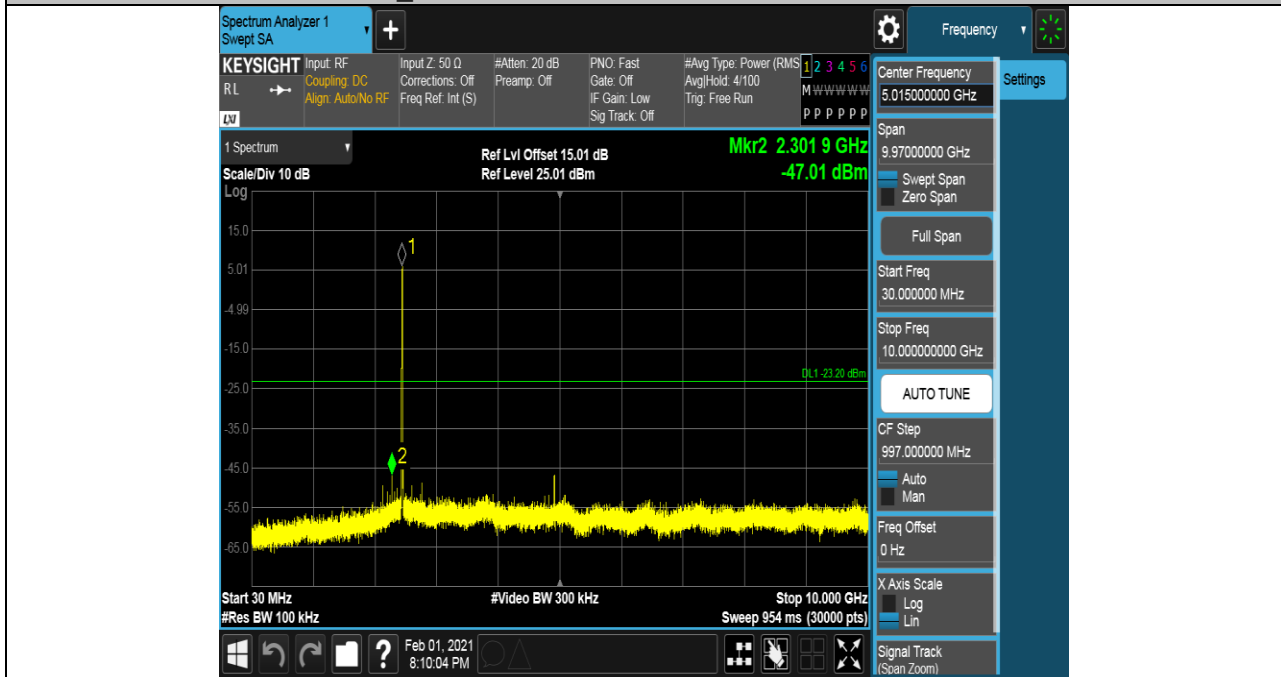 Spectrum Analyzer 1
Swept SA
+
Frequency
KEYSIGHT
RL
LXI
Input: RF
Coupling: DC
Align: Auto/No RF
Input Z: 50 Ω
Corrections: Off
Freq Ref: Int (S)
#Atten: 20 dB
Preamp: Off
PNO: Fast
Gate: Off
IF Gain: Low
Sig Track: Off
#Avg Type: Power (RMS
Avg|Hold: 4/100
Trig: Free Run
1 2 3 4 5 6
M W W W W W
P P P P P P
1 Spectrum
Scale/Div 10 dB
Log
Ref Lvl Offset 15.01 dB
Ref Level 25.01 dBm
Mkr2 2.301 9 GHz
-47.01 dBm
15.0
5.01
-4.99
-15.0
-25.0
-35.0
-45.0
-55.0
-65.0
1
DL1 -23.20 dBm
2
Start 30 MHz
#Res BW 100 kHz
#Video BW 300 kHz
Stop 10.000 GHz
Sweep 954 ms (30000 pts)
?
Feb 01, 2021
8:10:04 PM
Center Frequency
5.015000000 GHz
Span
9.97000000 GHz
Swept Span
Zero Span
Full Span
Start Freq
30.000000 MHz
Stop Freq
10.000000000 GHz
AUTO TUNE
CF Step
997.000000 MHz
Auto
Man
Freq Offset
0 Hz
X Axis Scale
Log
Lin
Signal Track
(Span Zoom)
Settings